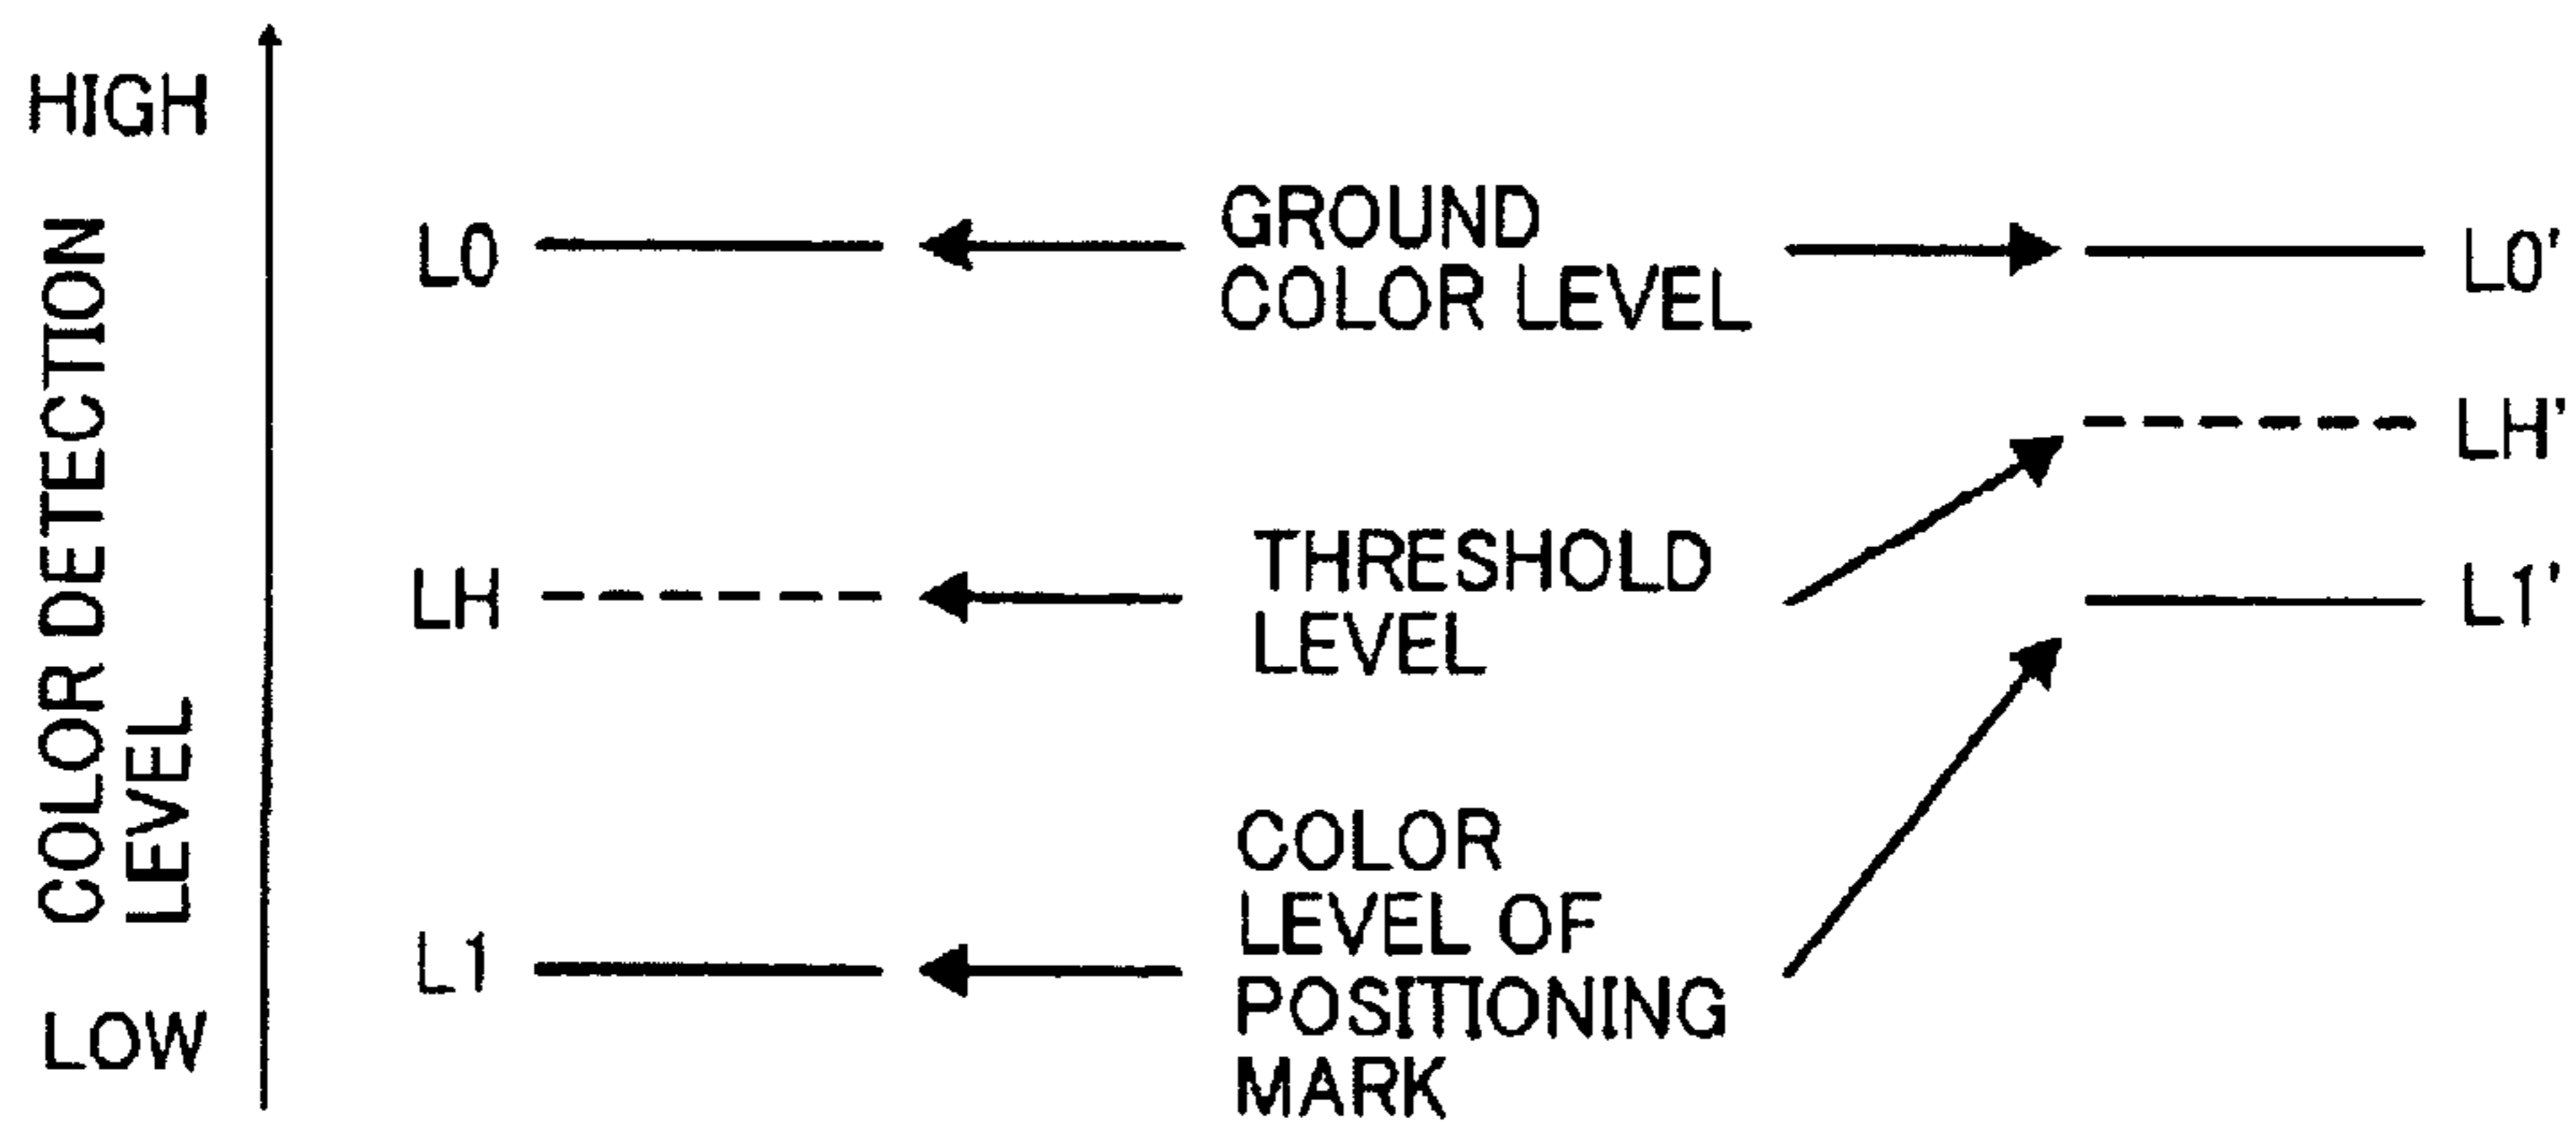 HIGH
COLOR DETECTION
LEVEL
LOW
L0
LH
L1
GROUND
COLOR LEVEL
THRESHOLD
LEVEL
COLOR
LEVEL OF
POSITIONING
MARK
L0'
LH'
L1'